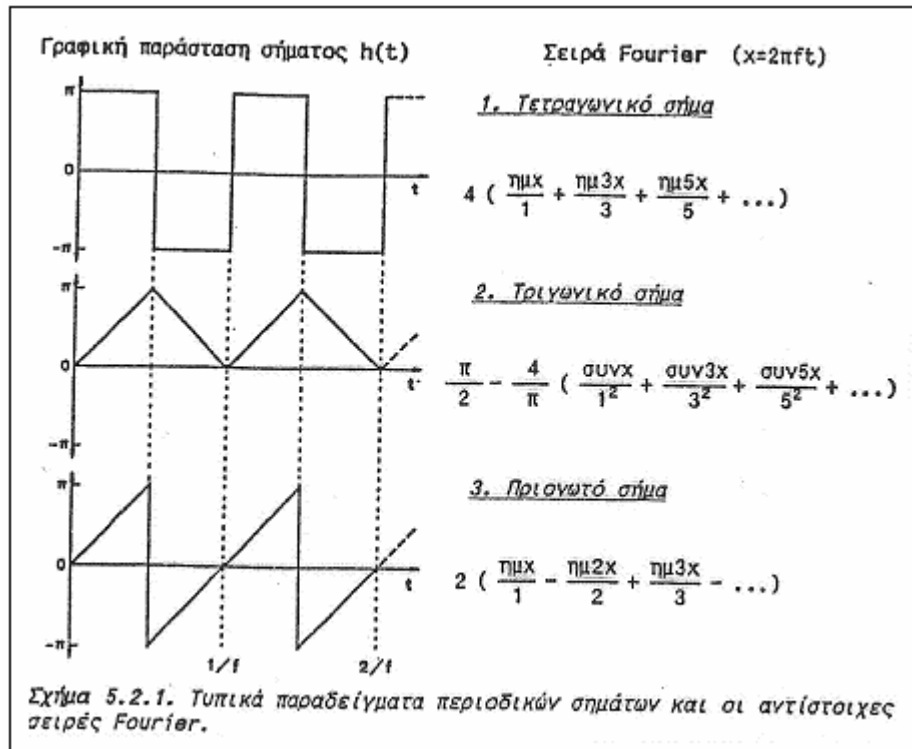 Γραφική παράσταση σήματος h(t)
Σειρά Fourier (x=2πft)
π
0
-π
t
1. Τετραγωνικό σήμα
4 ( ημx/1 + ημ3x/3 + ημ5x/5 + ...)
π
0
-π
t
2. Τριγωνικό σήμα
π/2 - 4/π ( συνx/1² + συν3x/3² + συν5x/5² + ...)
π
0
-π
t
1/f
2/f
3. Πριονωτό σήμα
2 ( ημx/1 - ημ2x/2 + ημ3x/3 - ...)
Σχήμα 5.2.1. Τυπικά παραδείγματα περιοδικών σημάτων και οι αντίστοιχες
σειρές Fourier.